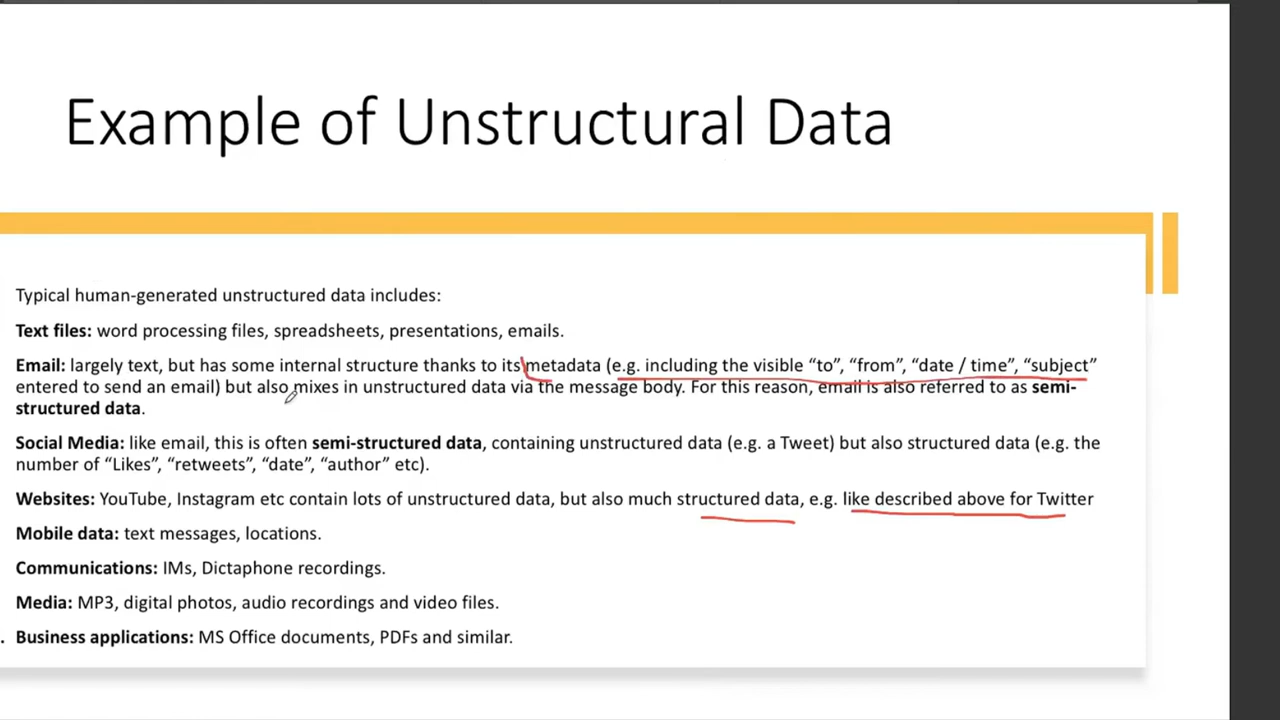 Example of Unstructural Data
Typical human-generated unstructured data includes:
Text files: word processing files, spreadsheets, presentations, emails.
Email: largely text, but has some internal structure thanks to its metadata (e.g. including the visible “to”, “from”, “date / time”, “subject”
entered to send an email) but also mixes in unstructured data via the message body. For this reason, email is also referred to as semi-
structured data.
Social Media: like email, this is often semi-structured data, containing unstructured data (e.g. a Tweet) but also structured data (e.g. the
number of “Likes”, “retweets”, “date”, “author” etc).
Websites: YouTube, Instagram etc contain lots of unstructured data, but also much structured data, e.g. like described above for Twitter
Mobile data: text messages, locations.
Communications: IMs, Dictaphone recordings.
Media: MP3, digital photos, audio recordings and video files.
. Business applications: MS Office documents, PDFs and similar.